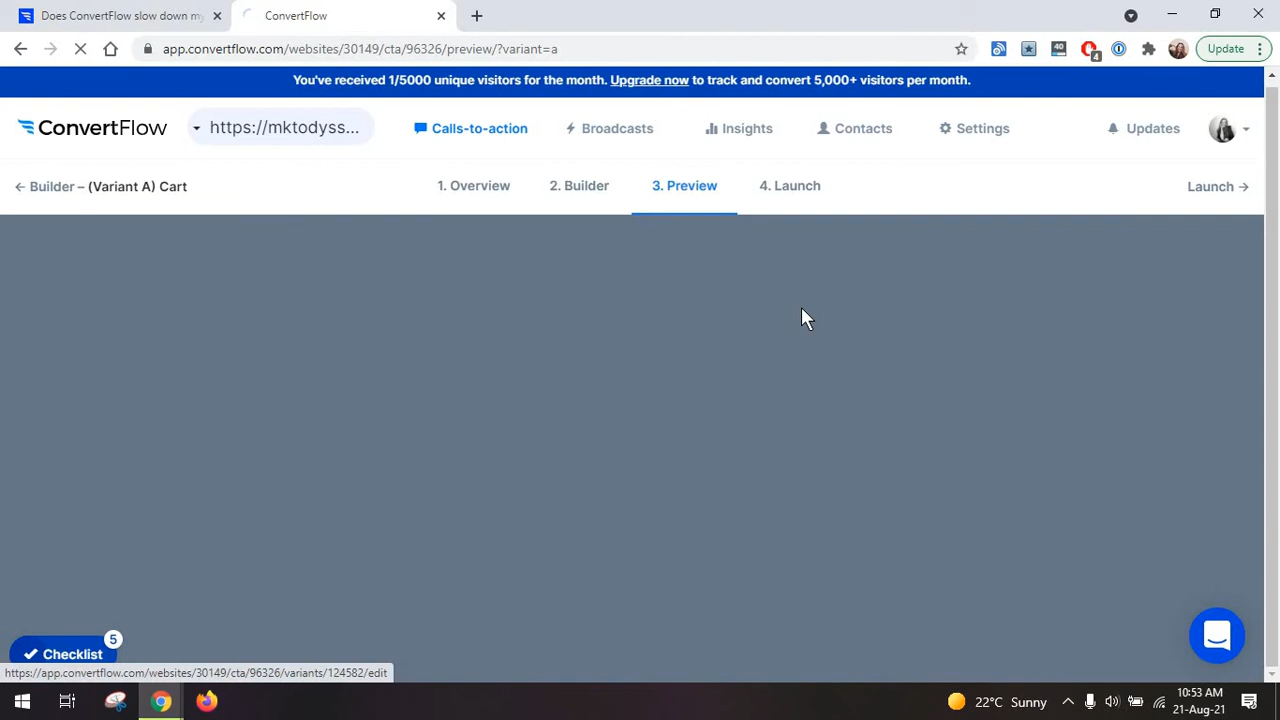 Does ConvertFlow slow down my
ConvertFlow
app.convertflow.com/websites/30149/cta/96326/preview/?variant=a
40
4
Update
You've received 1/5000 unique visitors for the month. Upgrade now to track and convert 5,000+ visitors per month.
ConvertFlow
https://mktodyss...
Calls-to-action
Broadcasts
Insights
Contacts
Settings
Updates
← Builder – (Variant A) Cart
1. Overview
2. Builder
3. Preview
4. Launch
Launch →
Checklist
5
https://app.convertflow.com/websites/30149/cta/96326/variants/124582/edit
22°C Sunny
10:53 AM
21-Aug-21